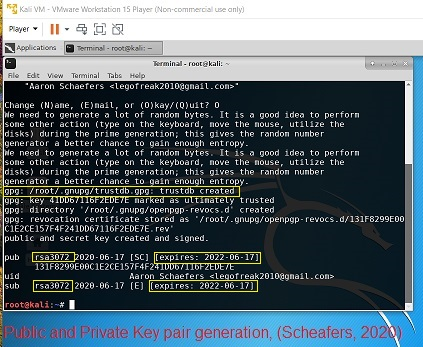 Kali VM - VMware Workstation 15 Player (Non-commercial use only)
Player
Applications
Terminal - root@kali: ~
Terminal - root@kali: ~
File Edit View Terminal Tabs Help
"Aaron Schaefers <legofreak2010@gmail.com>"
Change (N)ame, (E)mail, or (O)kay/(Q)uit? O
We need to generate a lot of random bytes. It is a good idea to perform
some other action (type on the keyboard, move the mouse, utilize the
disks) during the prime generation; this gives the random number
generator a better chance to gain enough entropy.
We need to generate a lot of random bytes. It is a good idea to perform
some other action (type on the keyboard, move the mouse, utilize the
disks) during the prime generation; this gives the random number
generator a better chance to gain enough entropy.
gpg: /root/.gnupg/trustdb.gpg: trustdb created
gpg: key 41DD67116F2EDE7E marked as ultimately trusted
gpg: directory '/root/.gnupg/openpgp-revocs.d' created
gpg: revocation certificate stored as '/root/.gnupg/openpgp-revocs.d/131F8299E00
C1E2CE157F4F241DD67116F2EDE7E.rev'
public and secret key created and signed.
pub rsa3072 2020-06-17 [SC] [expires: 2022-06-17]
131F8299E00C1E2CE157F4F241DD67116F2EDE7E
uid Aaron Schaefers <legofreak2010@gmail.com>
sub rsa3072 2020-06-17 [E] [expires: 2022-06-17]
root@kali:~#
Public and Private Key pair generation, (Scheafers, 2020)